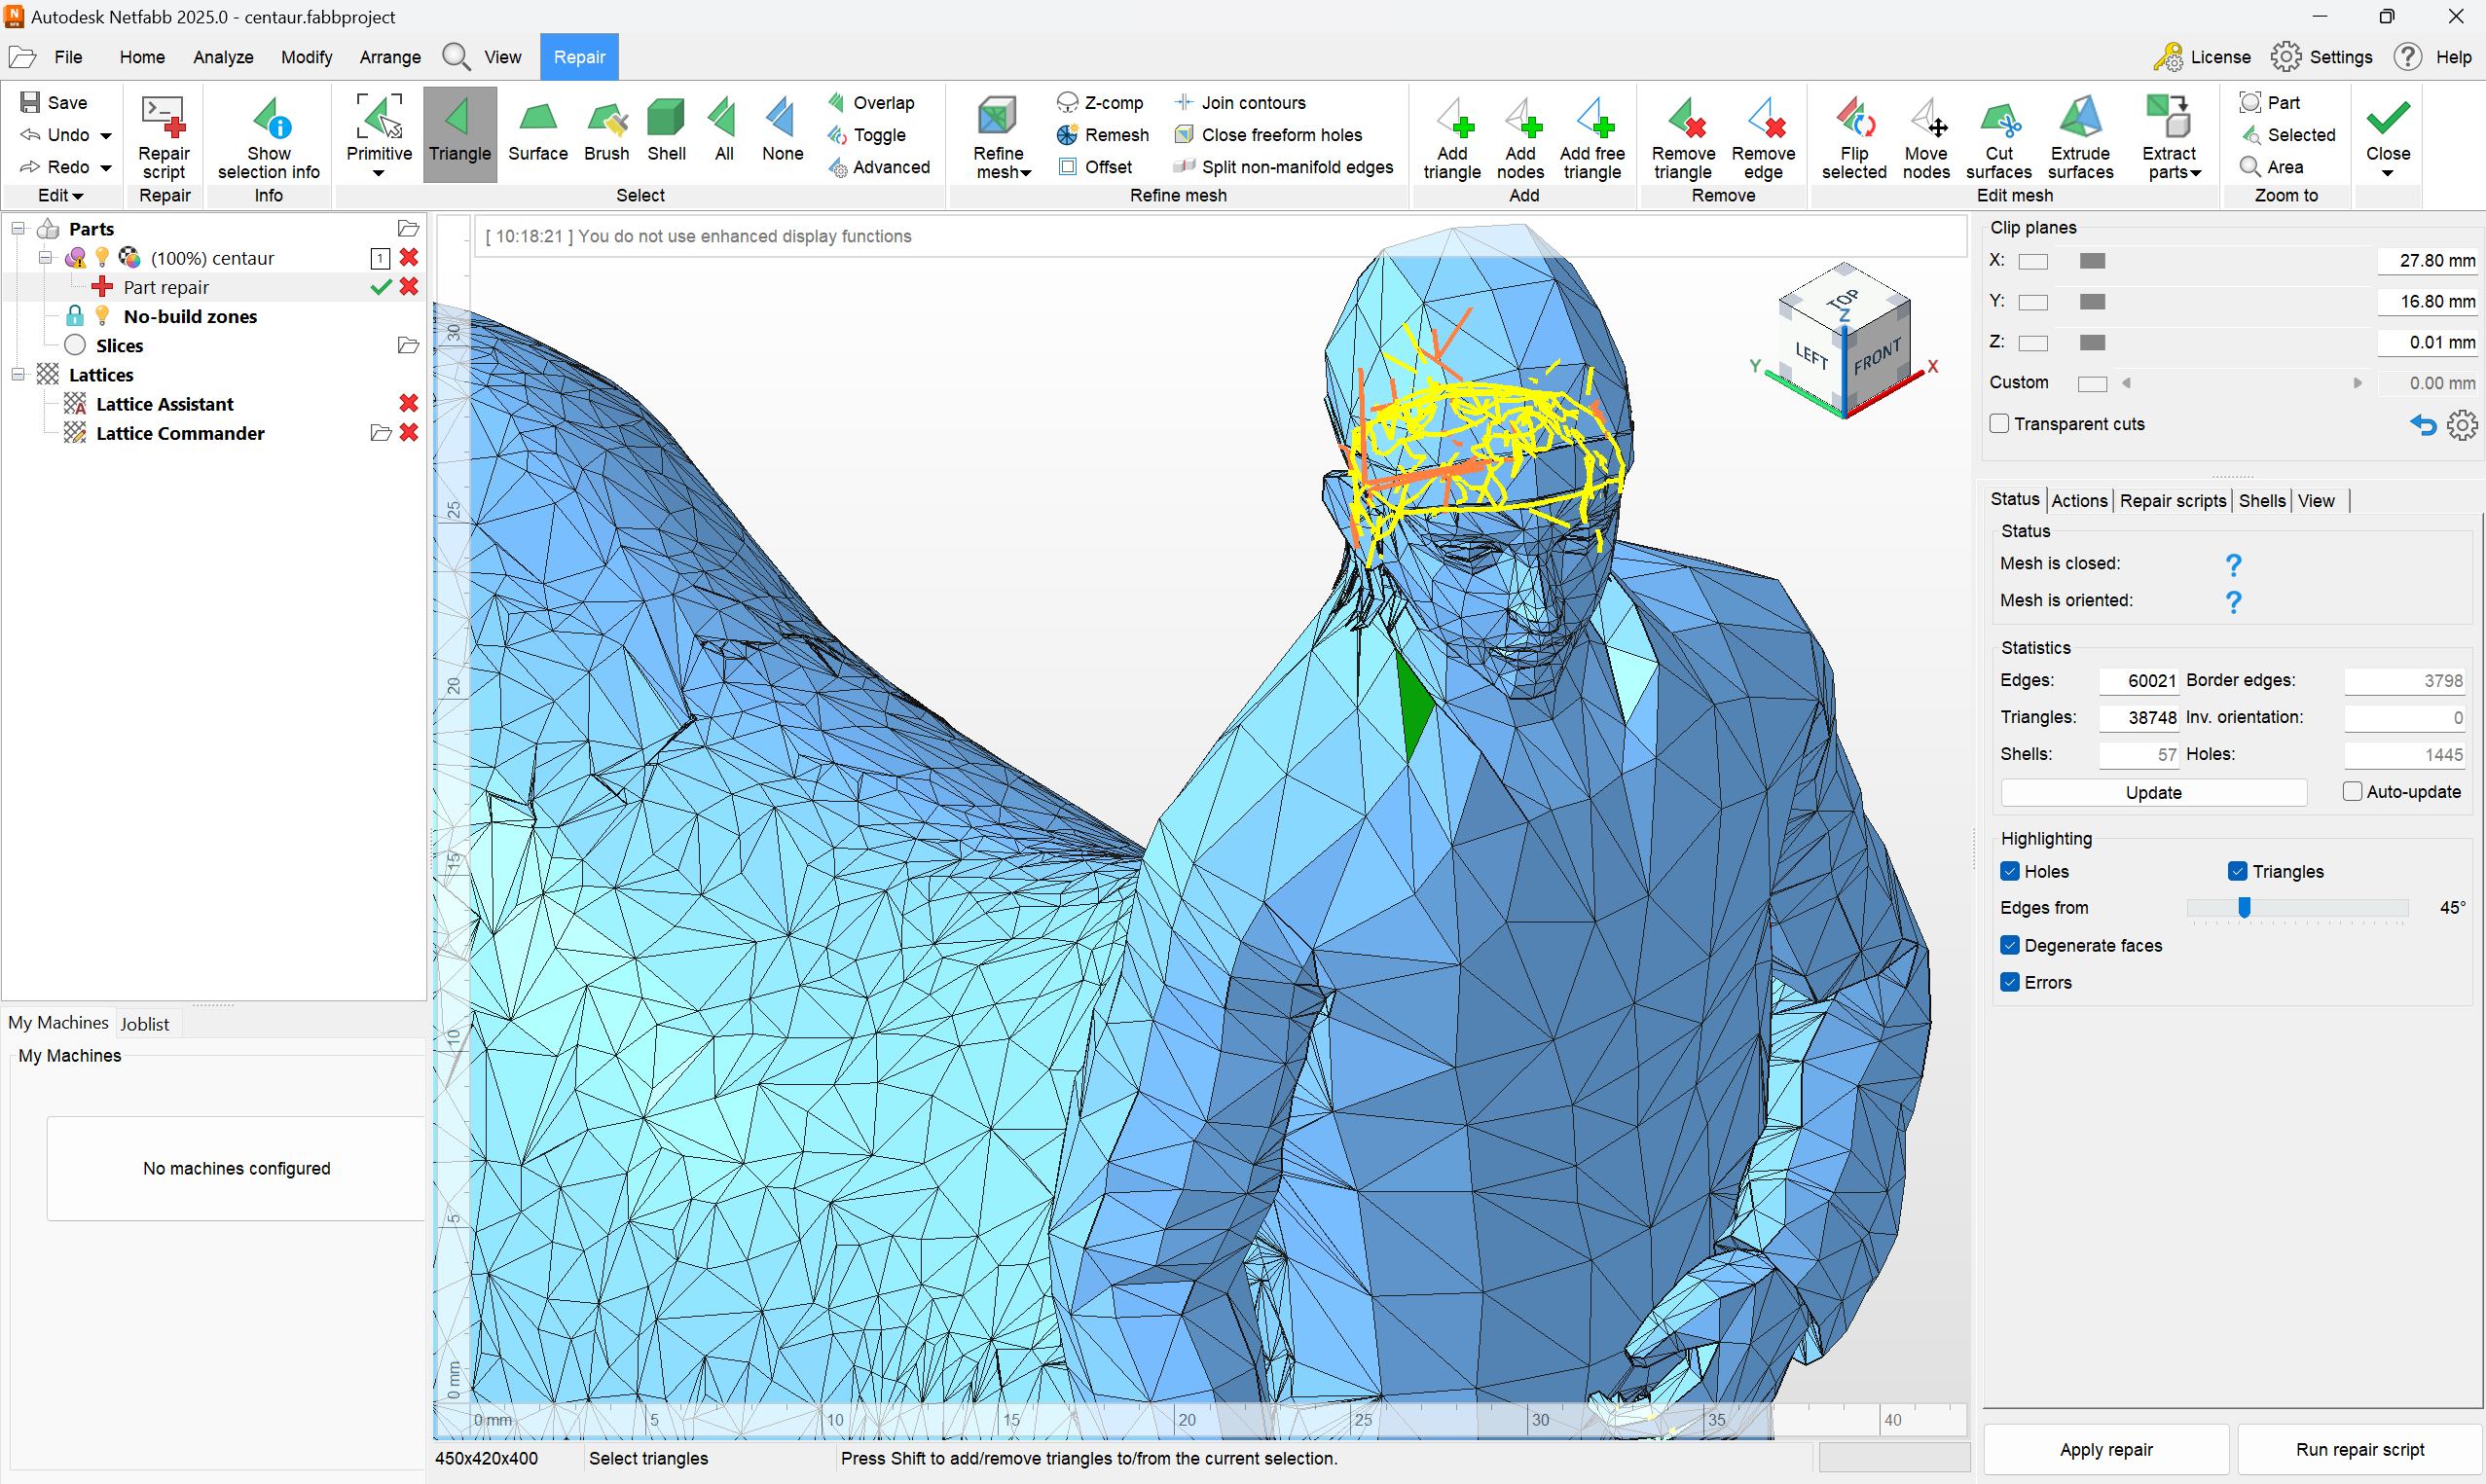 Autodesk Netfabb 2025.0 - centaur.fabbproject
File Home Analyze Modify Arrange View Repair License Settings Help
Save Undo Redo
Edit
Repair script
Repair
Show selection info
Info
Primitive Triangle Surface Brush Shell All None Overlap Toggle Advanced
Select
Refine mesh Z-comp Remesh Offset Join contours Close freeform holes Split non-manifold edges
Refine mesh
Add triangle Add nodes Add free triangle
Add
Remove triangle Remove edge
Remove
Flip selected Move nodes Cut surfaces Extrude surfaces Extract parts
Edit mesh
Part Selected Area
Zoom to
Close
Parts
(100%) centaur 1
Part repair
No-build zones
Slices
Lattices
Lattice Assistant
Lattice Commander
My Machines Joblist
My Machines
No machines configured
[ 10:18:21 ] You do not use enhanced display functions
TOP
LEFT FRONT
X Y Z
30
25
20
15
10
5
0 mm
0 mm 5 10 15 20 25 30 35 40
450x420x400 Select triangles Press Shift to add/remove triangles to/from the current selection.
Clip planes
X: 27.80 mm
Y: 16.80 mm
Z: 0.01 mm
Custom 0.00 mm
Transparent cuts
Status Actions Repair scripts Shells View
Status
Mesh is closed: ?
Mesh is oriented: ?
Statistics
Edges: 60021 Border edges: 3798
Triangles: 38748 Inv. orientation: 0
Shells: 57 Holes: 1445
Update Auto-update
Highlighting
Holes Triangles
Edges from 45°
Degenerate faces
Errors
Apply repair Run repair script